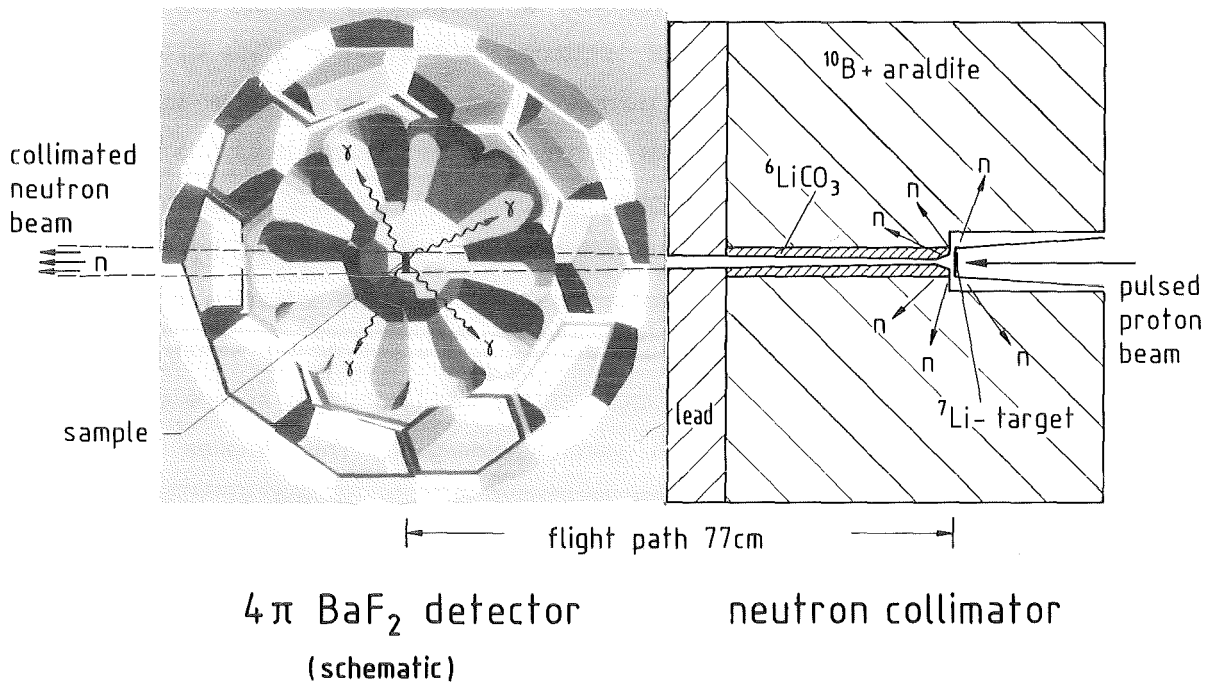 ¹⁰B + araldite
collimated
neutron
beam
n
⁶LiCO₃
n
n
n
γ
γ
γ
γ
n
n
n
pulsed
proton
beam
lead
⁷Li - target
sample
flight path 77cm
4π BaF₂ detector
neutron collimator
(schematic)